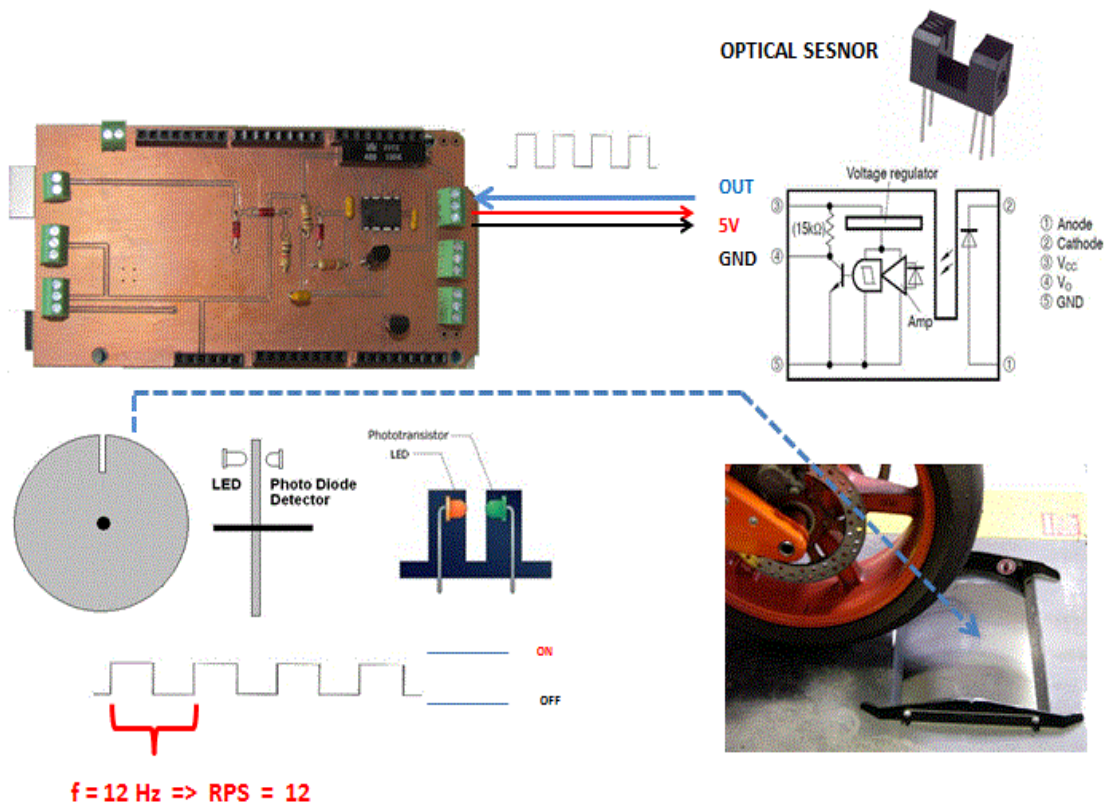 OPTICAL SESNOR
OUT
5V
GND
Voltage regulator
③
(15kΩ)
④
⑤
Amp
②
①
① Anode
② Cathode
③ Vcc
④ Vo
⑤ GND
LED
Photo Diode
Detector
Phototransistor
LED
ON
OFF
f = 12 Hz => RPS = 12